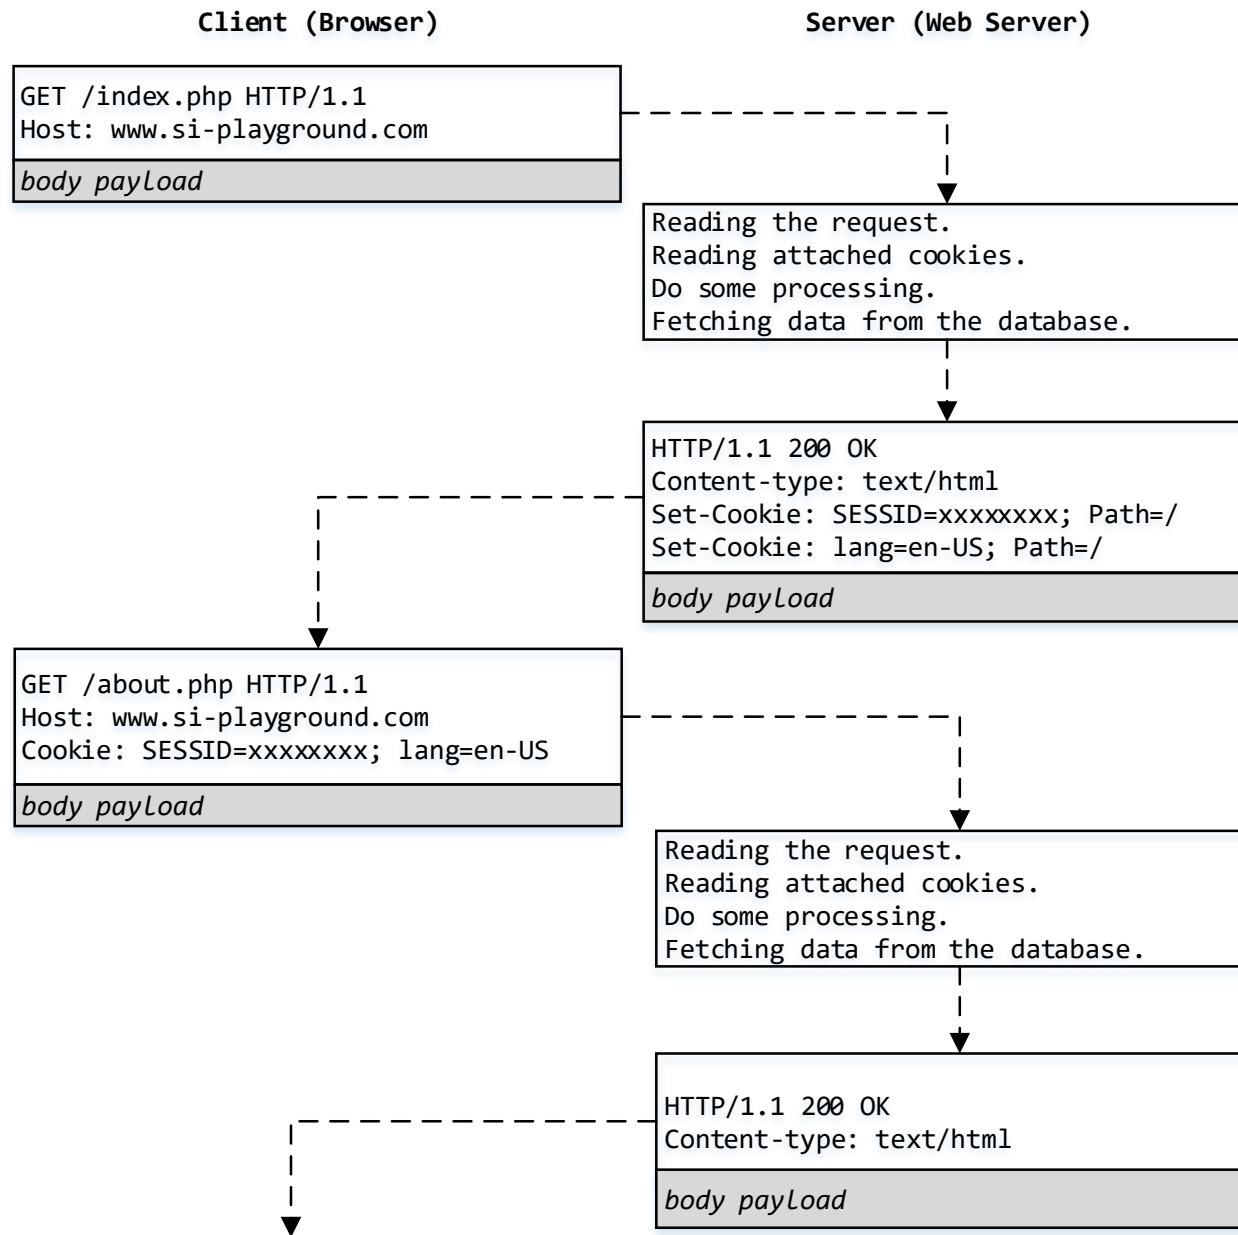 Client (Browser)
Server (Web Server)
GET /index.php HTTP/1.1
Host: www.si-playground.com
body payload
Reading the request.
Reading attached cookies.
Do some processing.
Fetching data from the database.
HTTP/1.1 200 OK
Content-type: text/html
Set-Cookie: SESSID=xxxxxxxx; Path=/
Set-Cookie: lang=en-US; Path=/
body payload
GET /about.php HTTP/1.1
Host: www.si-playground.com
Cookie: SESSID=xxxxxxxx; lang=en-US
body payload
Reading the request.
Reading attached cookies.
Do some processing.
Fetching data from the database.
HTTP/1.1 200 OK
Content-type: text/html
body payload